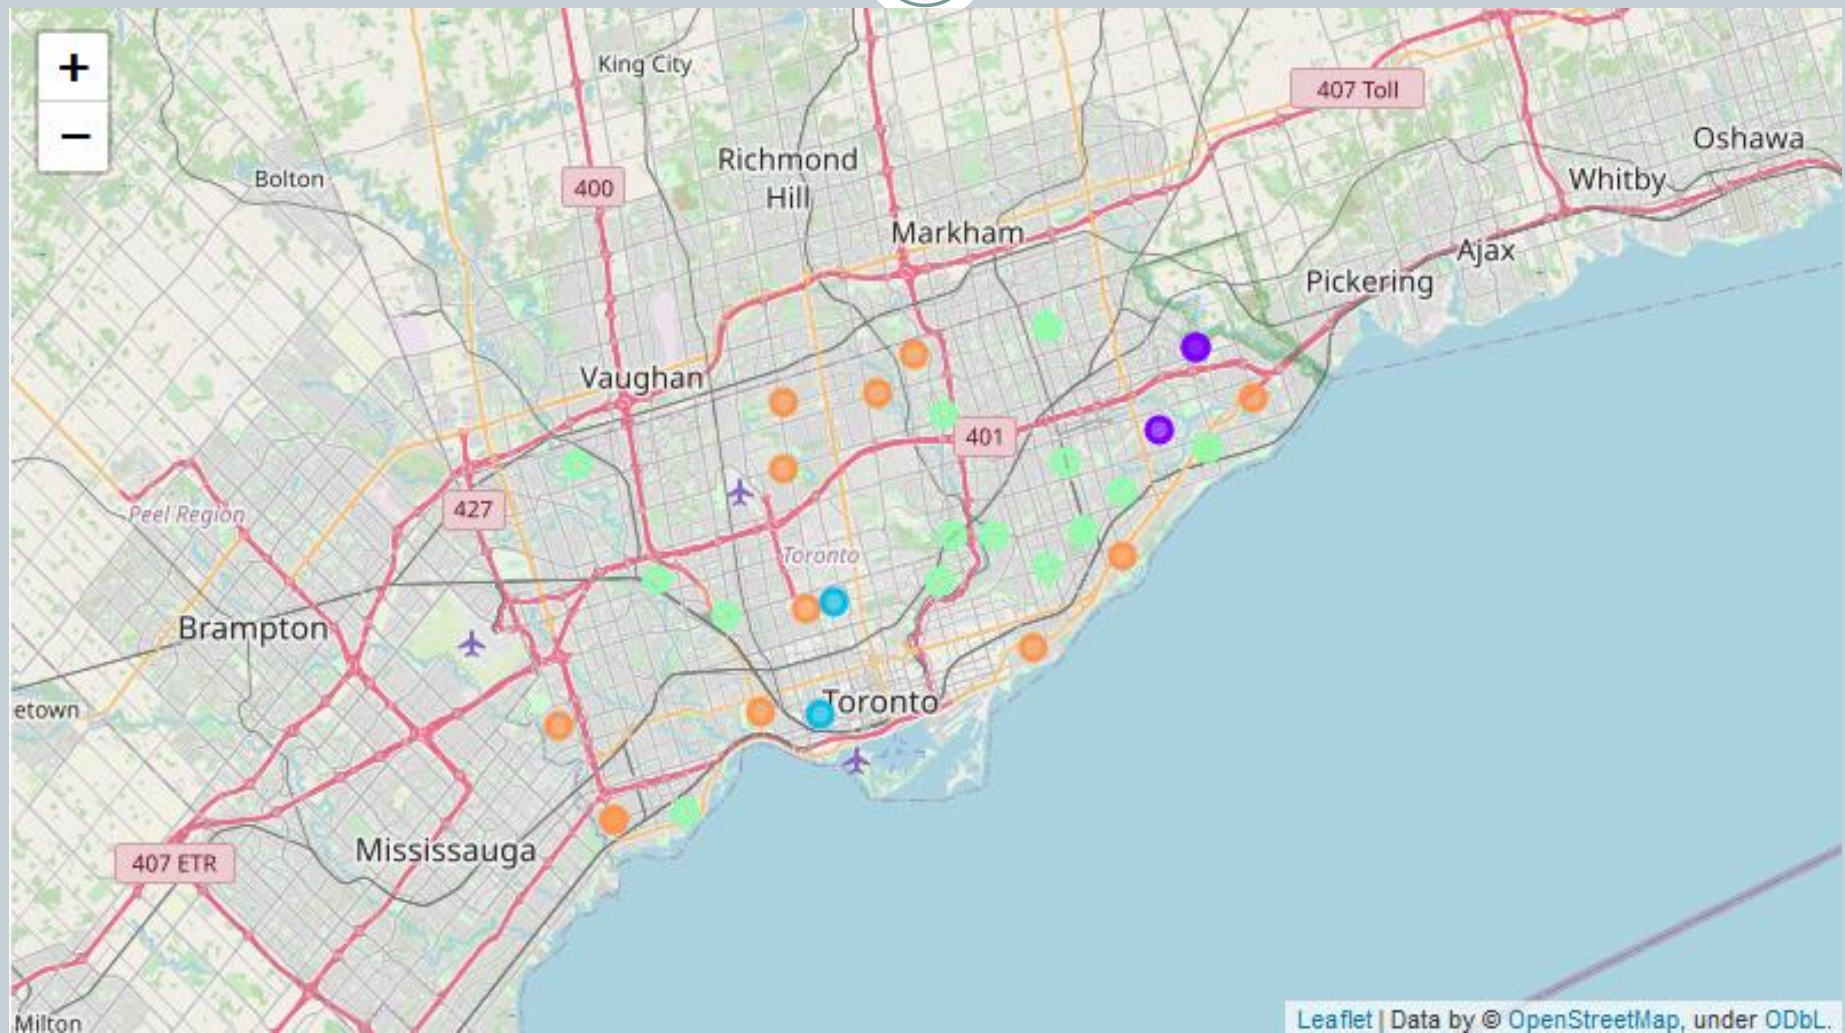 +
−
King City
407 Toll
Oshawa
Richmond
Hill
Bolton
400
Whitby
Markham
Ajax
Pickering
Vaughan
401
427
Peel Region
Toronto
Brampton
etown
Toronto
Mississauga
407 ETR
Milton
Leaflet | Data by © OpenStreetMap, under ODbL.